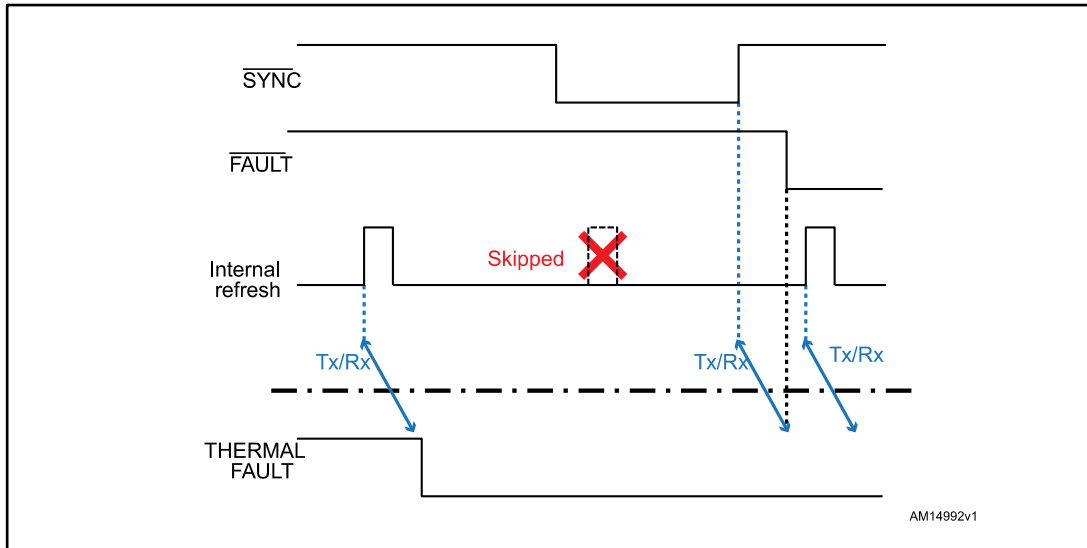 SYNC
FAULT
Skipped
Internal
refresh
Tx/Rx
Tx/Rx
Tx/Rx
THERMAL
FAULT
AM14992v1